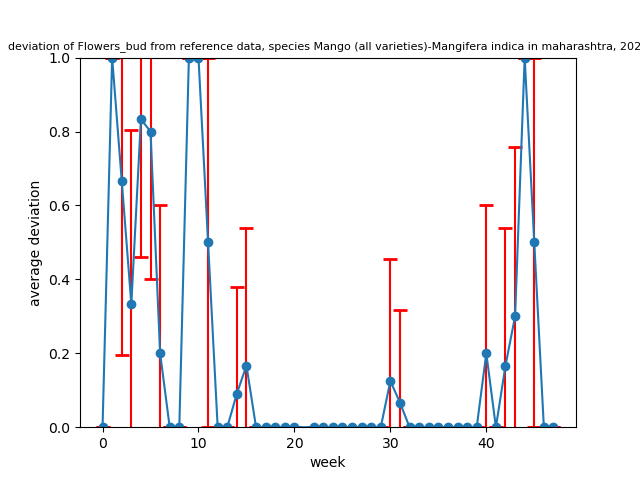 deviation of Flowers_bud from reference data, species Mango (all varieties)-Mangifera indica in maharashtra, 202
1.0
0.8
0.6
0.4
0.2
0.0
average deviation
0 10 20 30 40
week